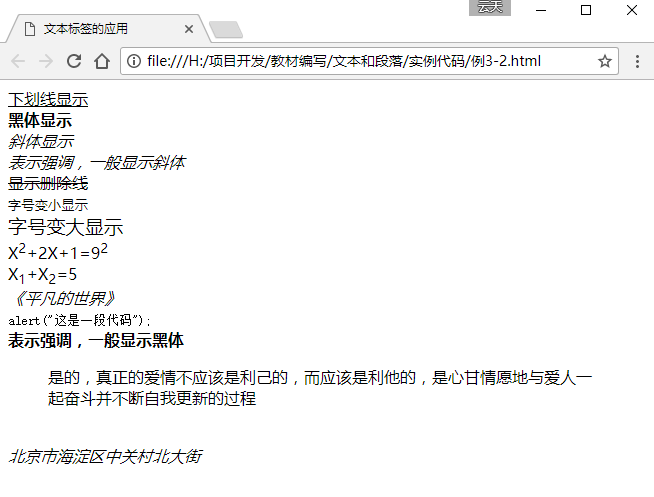 云天
文本标签的应用
file:///H:/项目开发/教材编写/文本和段落/实例代码/例3-2.html
下划线显示
黑体显示
斜体显示
表示强调，一般显示斜体
显示删除线
字号变小显示
字号变大显示
X²+2X+1=9²
X₁+X₂=5
《平凡的世界》
alert("这是一段代码");
表示强调，一般显示黑体
是的，真正的爱情不应该是利己的，而应该是利他的，是心甘情愿地与爱人一
起奋斗并不断自我更新的过程
北京市海淀区中关村北大街